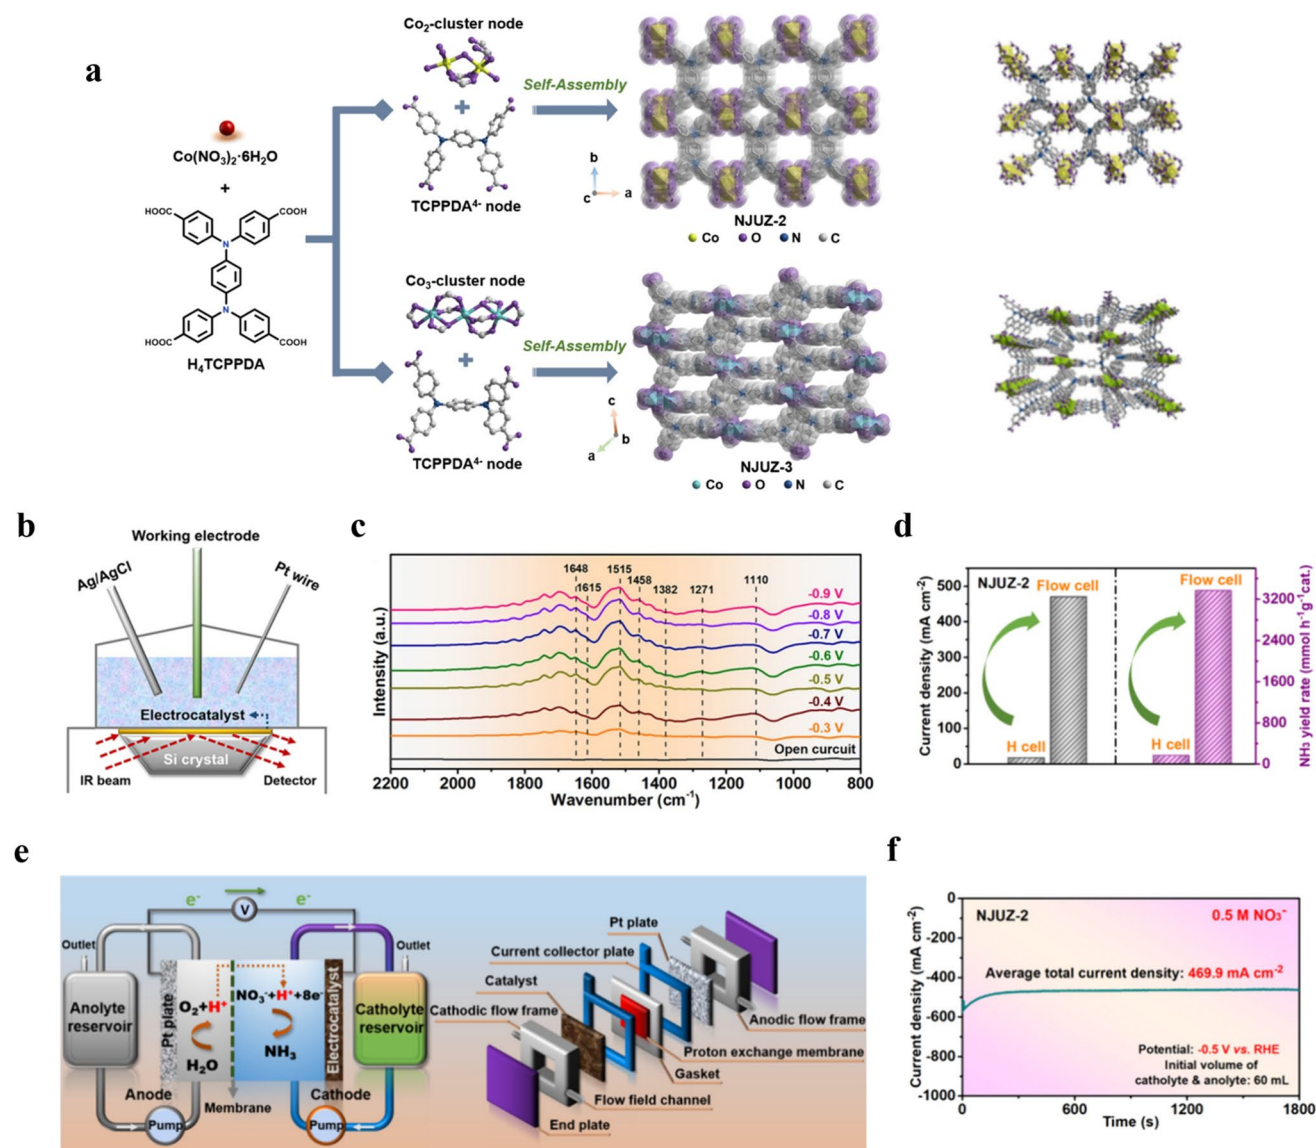 a
Co(NO₃)₂·6H₂O
+
HOOC
COOH
N
N
HOOC
COOH
H₄TCPPDA
Co₂-cluster node
+
TCPPDA⁴⁻ node
Self-Assembly
b
c
a
NJUZ-2
Co O N C
Co₃-cluster node
+
TCPPDA⁴⁻ node
Self-Assembly
c
b
a
NJUZ-3
Co O N C
b
Working electrode
Ag/AgCl
Pt wire
Electrocatalyst
Si crystal
IR beam
Detector
c
Intensity (a.u.)
1648
1615
1515
1458
1382
1271
1110
-0.9 V
-0.8 V
-0.7 V
-0.6 V
-0.5 V
-0.4 V
-0.3 V
Open curcuit
2200 2000 1800 1600 1400 1200 1000 800
Wavenumber (cm⁻¹)
d
Current density (mA cm⁻²)
500
400
300
200
100
0
NJUZ-2
Flow cell
H cell
Flow cell
H cell
3200
2400
1600
800
0
NH₃ yield rate (mmol h⁻¹g⁻¹cat.)
e
e⁻
V
e⁻
Outlet
Outlet
Anolyte
reservoir
Pt plate
O₂+H⁺
H₂O
NO₃⁻+H⁺+8e⁻
NH₃
Electrocatalyst
Catholyte
reservoir
Anode
Cathode
Membrane
Pump
Pump
Pt plate
Current collector plate
Catalyst
Cathodic flow frame
Anodic flow frame
Proton exchange membrane
Gasket
Flow field channel
End plate
f
Current density (mA cm⁻²)
0
-200
-400
-600
-800
-1000
NJUZ-2
0.5 M NO₃⁻
Average total current density: 469.9 mA cm⁻²
Potential: -0.5 V vs. RHE
Initial volume of
catholyte & anolyte: 60 mL
0 600 1200 1800
Time (s)